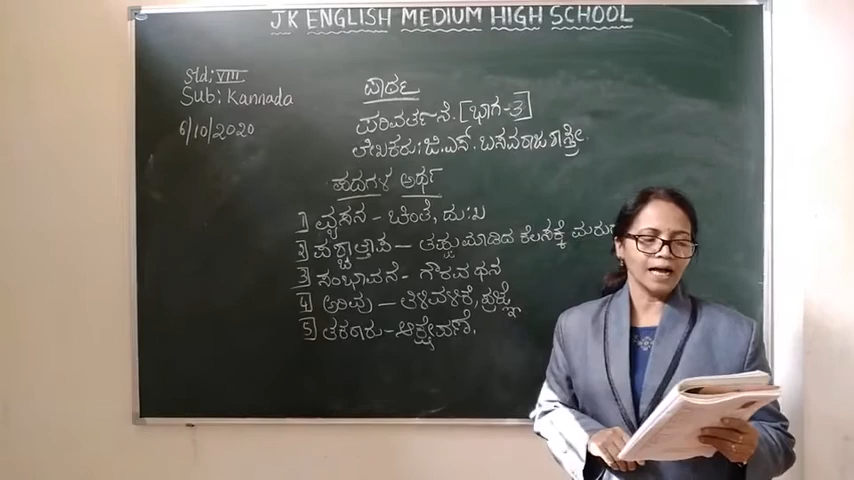 JK ENGLISH MEDIUM HIGH SCHOOL
Std: VIII
Sub: Kannada
6/10/2020
ಪಾಠ
ಪರಿವರ್ತನೆ. [ಭಾಗ-3]
ಲೇಖಕರು: ಜಿ.ಎಸ್. ಬಸವರಾಜ ಶಾಸ್ತ್ರೀ.
ಪದಗಳ ಅರ್ಥ
1] ವ್ಯಸನ - ಚಿಂತೆ, ದುಃಖ
2] ಪಶ್ಚಾತ್ತಾಪ - ತಪ್ಪುಮಾಡಿದ ಕೆಲಸಕ್ಕೆ
3] ಸಂಭಾವನೆ - ಗೌರವ ಧನ
4] ಅರಿವು - ತಿಳಿವಳಿಕೆ, ಪ್ರಜ್ಞೆ
5] ತಕರಾರು - ಆಕ್ಷೇಪಣೆ.